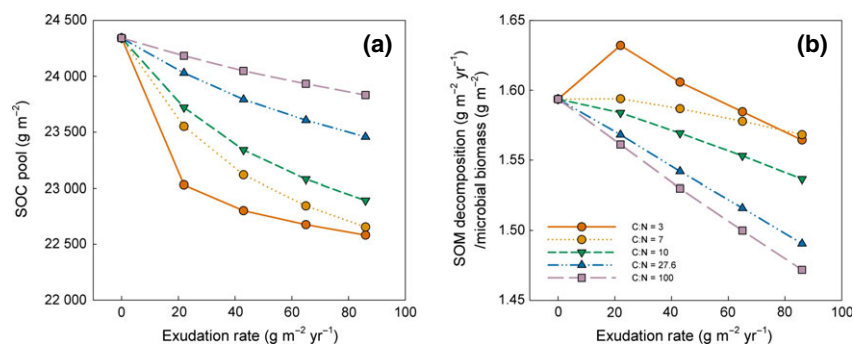 (a)
24 500
24 000
23 500
23 000
22 500
22 000
SOC pool (g m⁻²)
0 20 40 60 80 100
Exudation rate (g m⁻² yr⁻¹)
(b)
1.65
1.60
1.55
1.50
1.45
SOM decomposition (g m⁻² yr⁻¹)
/microbial biomass (g m⁻²)
C:N = 3
C:N = 7
C:N = 10
C:N = 27.6
C:N = 100
0 20 40 60 80 100
Exudation rate (g m⁻² yr⁻¹)